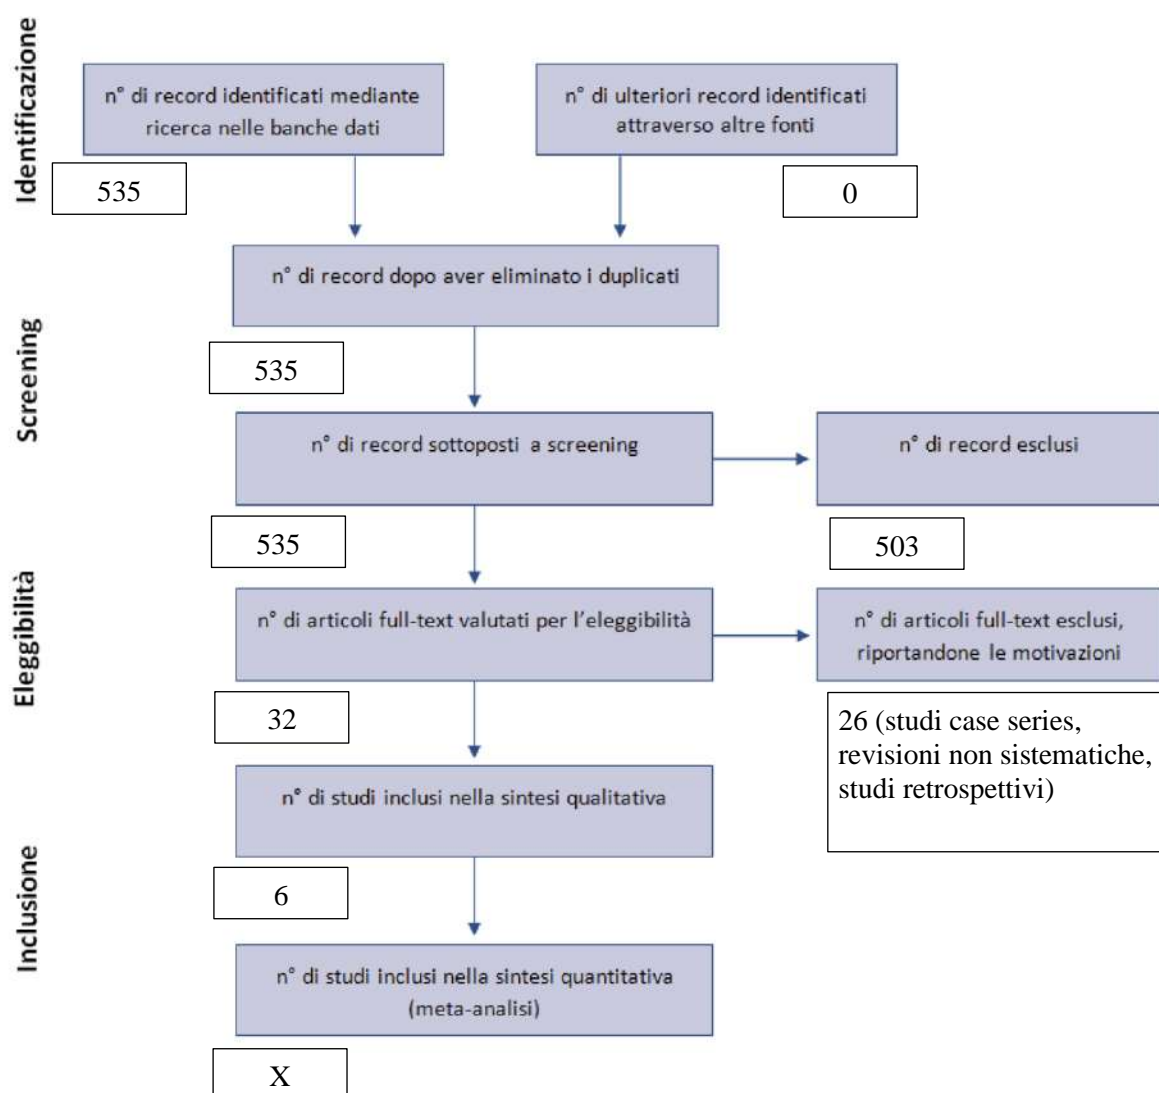 Identificazione
n° di record identificati mediante
ricerca nelle banche dati
n° di ulteriori record identificati
attraverso altre fonti
535
0
n° di record dopo aver eliminato i duplicati
Screening
535
n° di record sottoposti a screening
n° di record esclusi
535
503
Eleggibilità
n° di articoli full-text valutati per l'eleggibilità
n° di articoli full-text esclusi,
riportandone le motivazioni
32
26 (studi case series,
revisioni non sistematiche,
studi retrospettivi)
n° di studi inclusi nella sintesi qualitativa
Inclusione
6
n° di studi inclusi nella sintesi quantitativa
(meta-analisi)
X